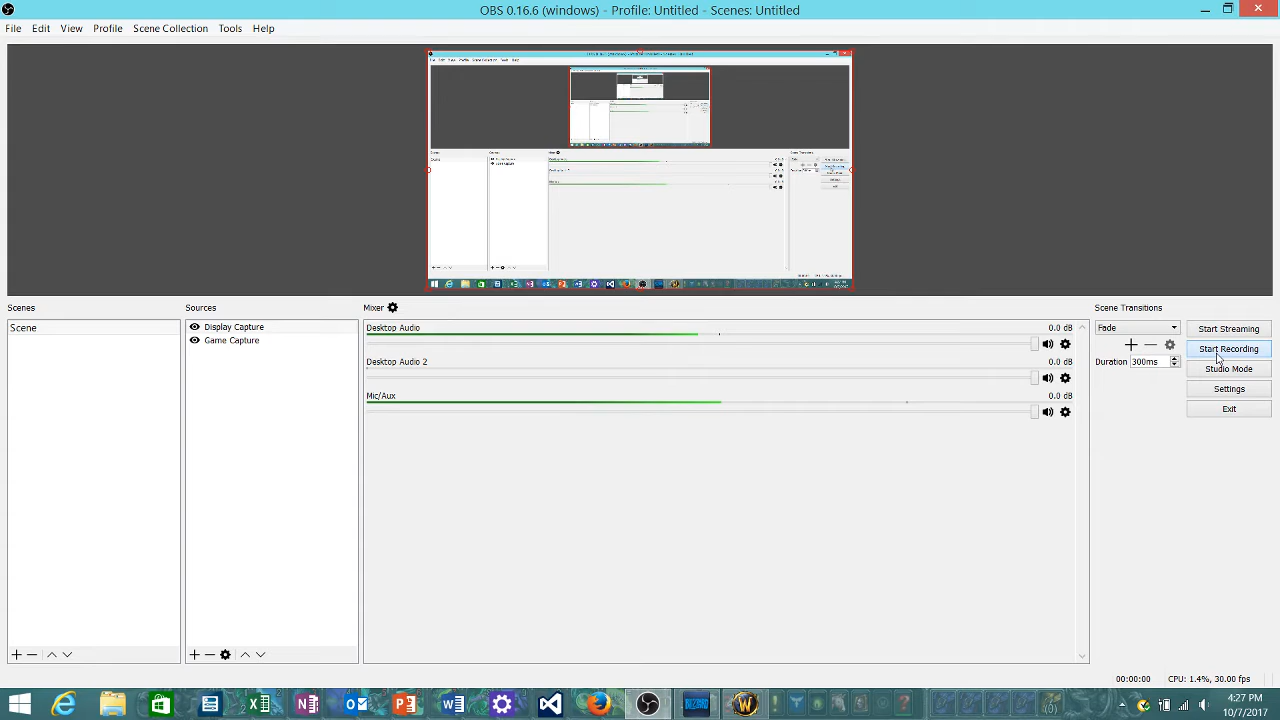 OBS 0.16.6 (windows) - Profile: Untitled - Scenes: Untitled
File Edit View Profile Scene Collection Tools Help
Scenes
Scene
Sources
Display Capture
Game Capture
Mixer
Desktop Audio 0.0 dB
Desktop Audio 2 0.0 dB
Mic/Aux 0.0 dB
Scene Transitions
Fade
Duration 300ms
Start Streaming
Start Recording
Studio Mode
Settings
Exit
00:00:00 CPU: 1.4%, 30.00 fps
BLIZZARD
4:27 PM
10/7/2017